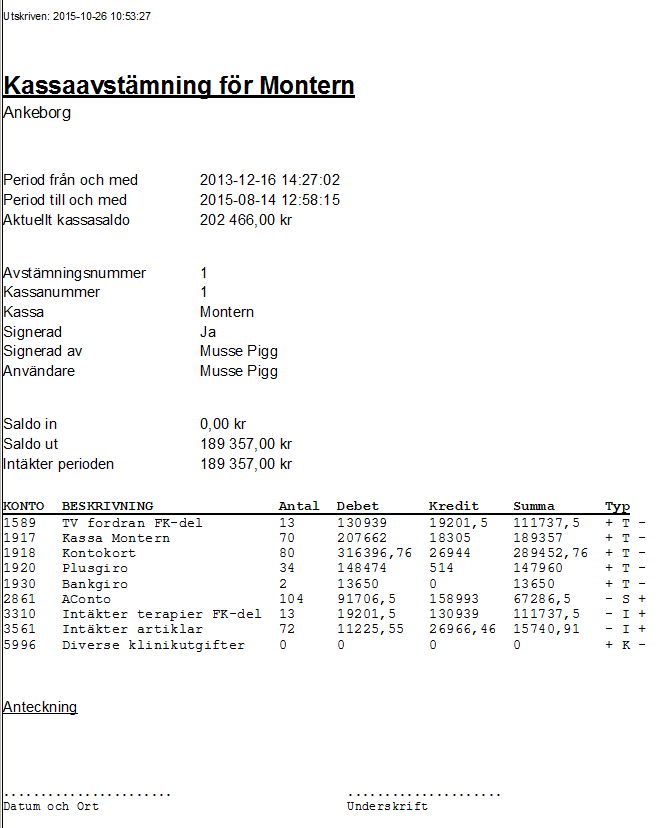 Utskriven: 2015-10-26 10:53:27
Kassaavstämning för Montern
Ankeborg
Period från och med 2013-12-16 14:27:02
Period till och med 2015-08-14 12:58:15
Aktuellt kassasaldo 202 466,00 kr
Avstämningsnummer 1
Kassanummer 1
Kassa Montern
Signerad Ja
Signerad av Musse Pigg
Användare Musse Pigg
Saldo in 0,00 kr
Saldo ut 189 357,00 kr
Intäkter perioden 189 357,00 kr
KONTO BESKRIVNING Antal Debet Kredit Summa Typ
1589 TV fordran FK-del 13 130939 19201,5 111737,5 + T -
1917 Kassa Montern 70 207662 18305 189357 + T -
1918 Kontokort 80 316396,76 26944 289452,76 + T -
1920 Plusgiro 34 148474 514 147960 + T -
1930 Bankgiro 2 13650 0 13650 + T -
2861 AConto 104 91706,5 158993 67286,5 - S +
3310 Intäkter terapier FK-del 13 19201,5 130939 111737,5 - I +
3561 Intäkter artiklar 72 11225,55 26966,46 15740,91 - I +
5996 Diverse klinikutgifter 0 0 0 0 + K -
Anteckning
....................... .....................
Datum och Ort Underskrift